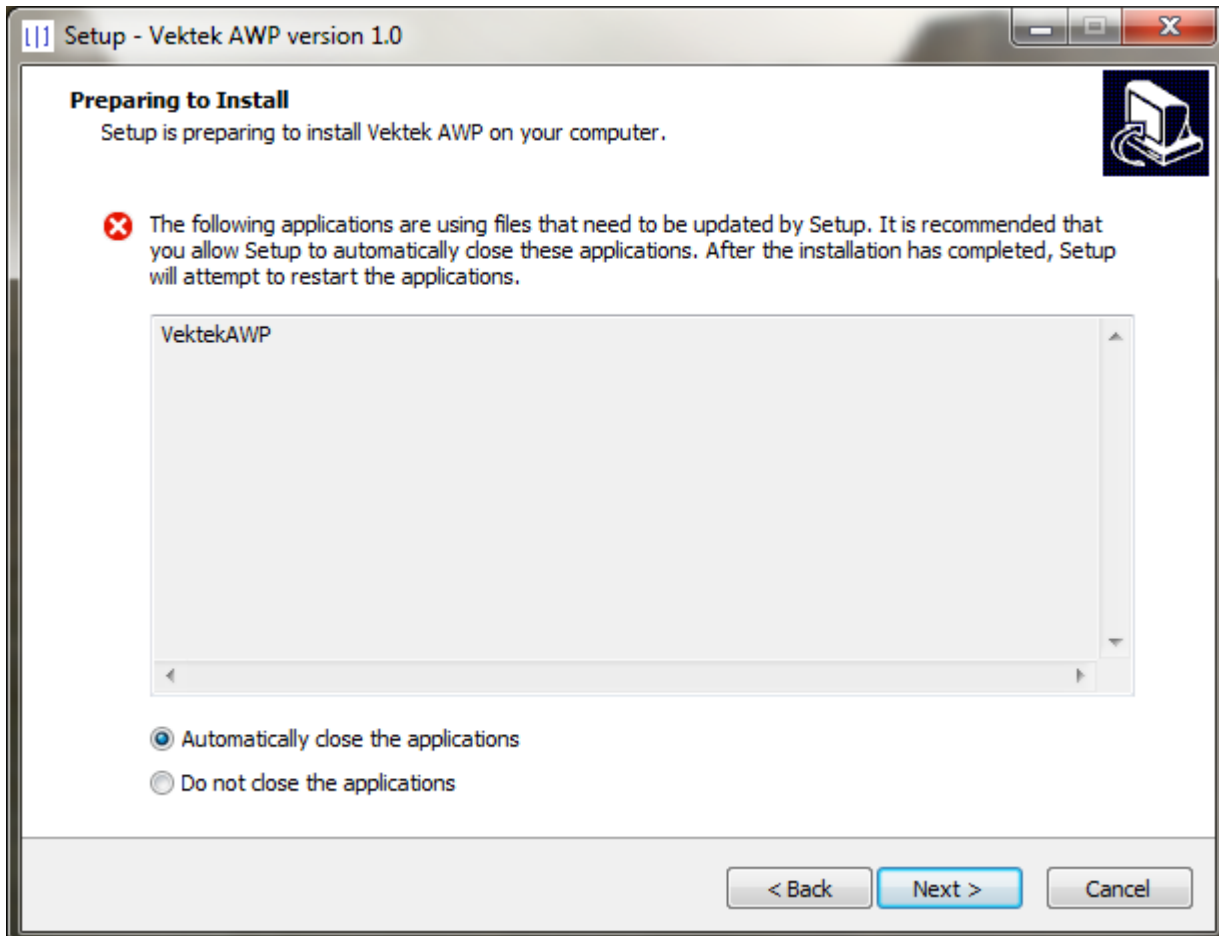 Setup - Vektek AWP version 1.0
Preparing to Install
Setup is preparing to install Vektek AWP on your computer.
The following applications are using files that need to be updated by Setup. It is recommended that
you allow Setup to automatically close these applications. After the installation has completed, Setup
will attempt to restart the applications.
VektekAWP
Automatically close the applications
Do not close the applications
< Back Next > Cancel